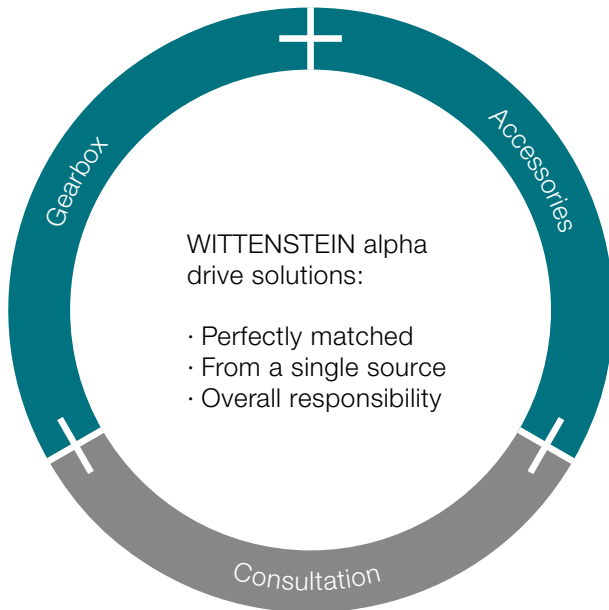 Gearbox
Accessories
WITTENSTEIN alpha
drive solutions:
· Perfectly matched
· From a single source
· Overall responsibility
Consultation